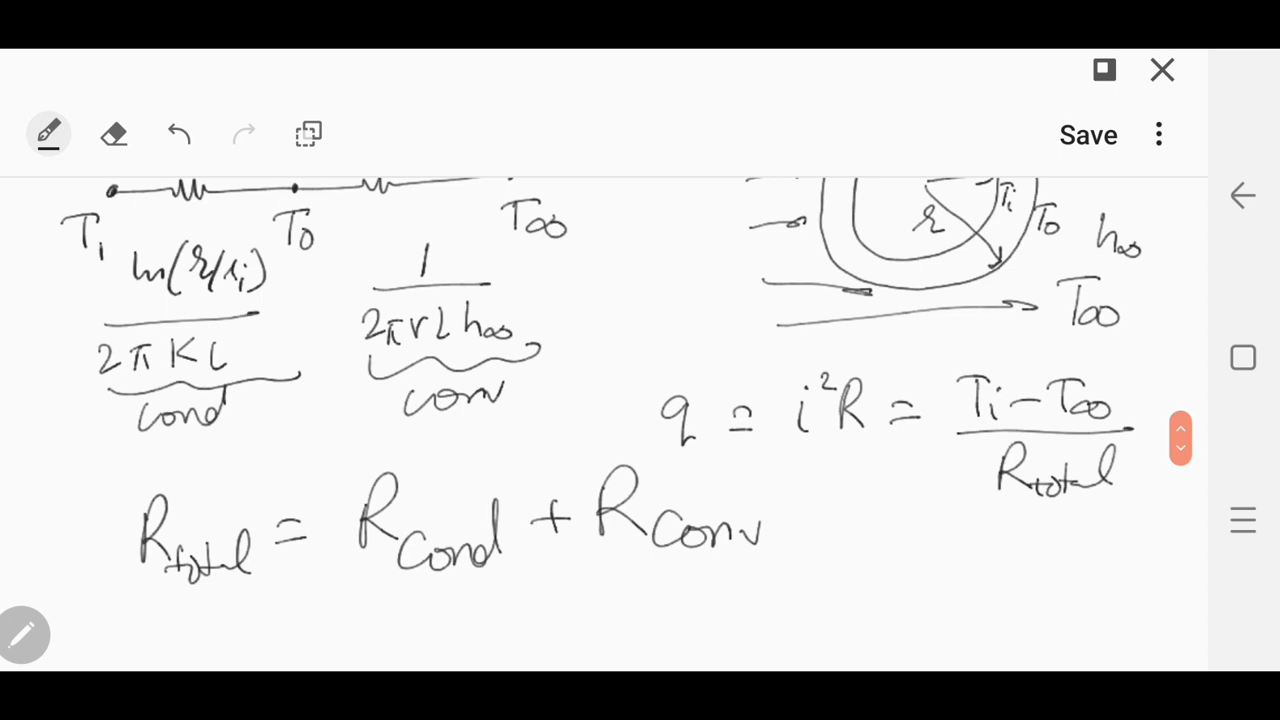 Save
Ti To T∞
ln(r/ri) / 2πKL cond
1 / 2πrL h∞ conv
r Ti To h∞
T∞
q = i²R = Ti - T∞ / Rtotal
Rtotal = Rcond + Rconv